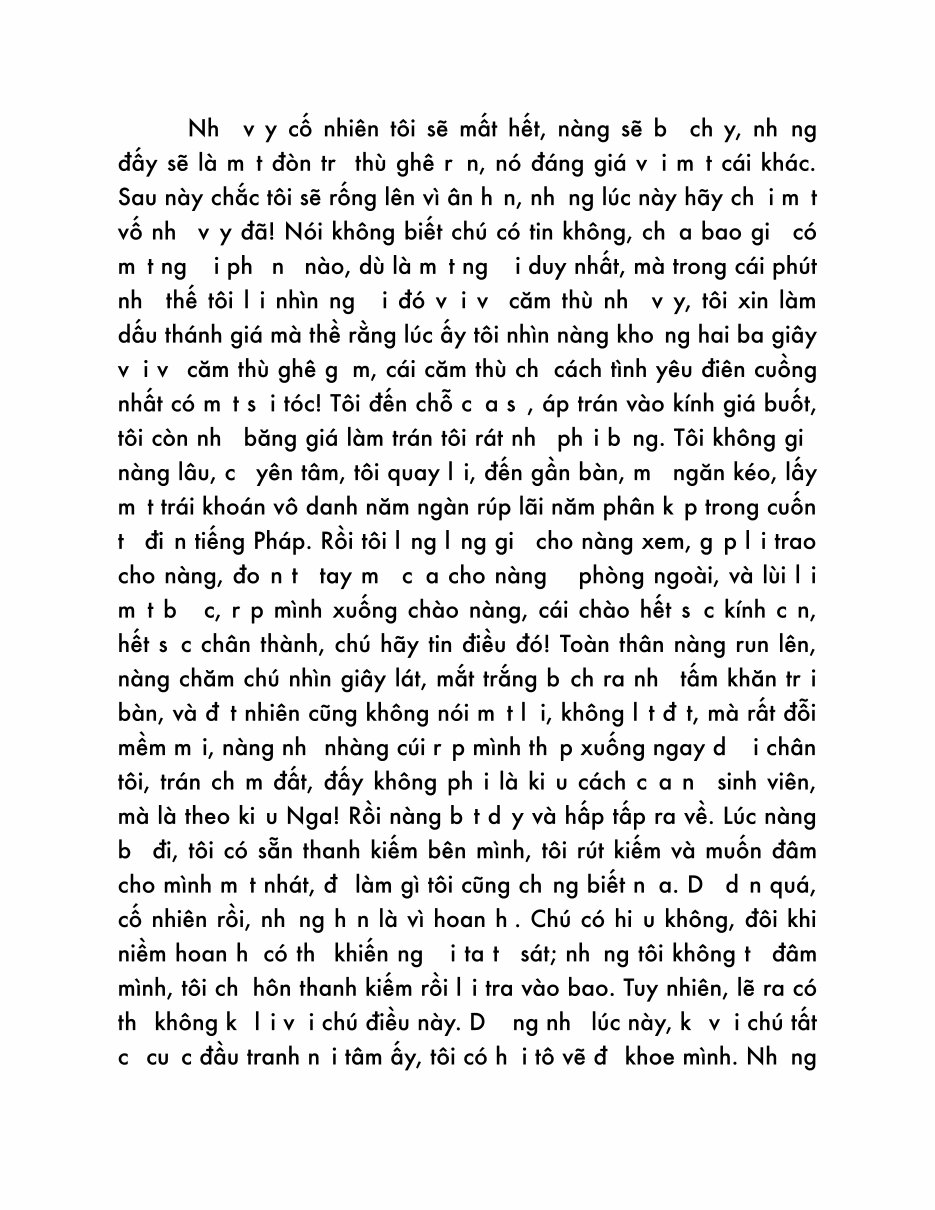 Nh  v y cố nhiên tôi sẽ mất hết, nàng sẽ b  ch y, nh ng
đấy sẽ là m t đòn tr  thù ghê r n, nó đáng giá v i m t cái khác.
Sau này chắc tôi sẽ rống lên vì ân h n, nh ng lúc này hãy ch i m t
vố nh  v y đã! Nói không biết chú có tin không, ch a bao gi  có
m t ng  i ph  n  nào, dù là m t ng  i duy nhất, mà trong cái phút
nh  thế tôi l i nhìn ng  i đó v i v  căm thù nh  v y, tôi xin làm
dấu thánh giá mà thề rằng lúc ấy tôi nhìn nàng kho ng hai ba giây
v i v  căm thù ghê g m, cái căm thù ch  cách tình yêu điên cuồng
nhất có m t s i tóc! Tôi đến chỗ c a s , áp trán vào kính giá buốt,
tôi còn nh  băng giá làm trán tôi rát nh  ph i b ng. Tôi không gi
nàng lâu, c  yên tâm, tôi quay l i, đến gần bàn, m  ngăn kéo, lấy
m t trái khoán vô danh năm ngàn rúp lãi năm phân k p trong cuốn
t  đi n tiếng Pháp. Rồi tôi l ng l ng gi  cho nàng xem, g p l i trao
cho nàng, đo n t  tay m  c a cho nàng   phòng ngoài, và lùi l i
m t b  c, r p mình xuống chào nàng, cái chào hết s c kính c n,
hết s c chân thành, chú hãy tin điều đó! Toàn thân nàng run lên,
nàng chăm chú nhìn giây lát, mắt trắng b ch ra nh  tấm khăn tr i
bàn, và đ t nhiên cũng không nói m t l i, không l t đ t, mà rất đỗi
mềm m i, nàng nh  nhàng cúi r p mình th p xuống ngay d  i chân
tôi, trán ch m đất, đấy không ph i là ki u cách c a n  sinh viên,
mà là theo ki u Nga! Rồi nàng b t d y và hấp tấp ra về. Lúc nàng
b  đi, tôi có sẵn thanh kiếm bên mình, tôi rút kiếm và muốn đâm
cho mình m t nhát, đ  làm gì tôi cũng ch ng biết n a. D  d n quá,
cố nhiên rồi, nh ng h n là vì hoan h . Chú có hi u không, đôi khi
niềm hoan h  có th  khiến ng  i ta t  sát; nh ng tôi không t  đâm
mình, tôi ch  hôn thanh kiếm rồi l i tra vào bao. Tuy nhiên, lẽ ra có
th  không k  l i v i chú điều này. D  ng nh  lúc này, k  v i chú tất
c  cu c đầu tranh n i tâm ấy, tôi có h i tô vẽ đ  khoe mình. Nh ng